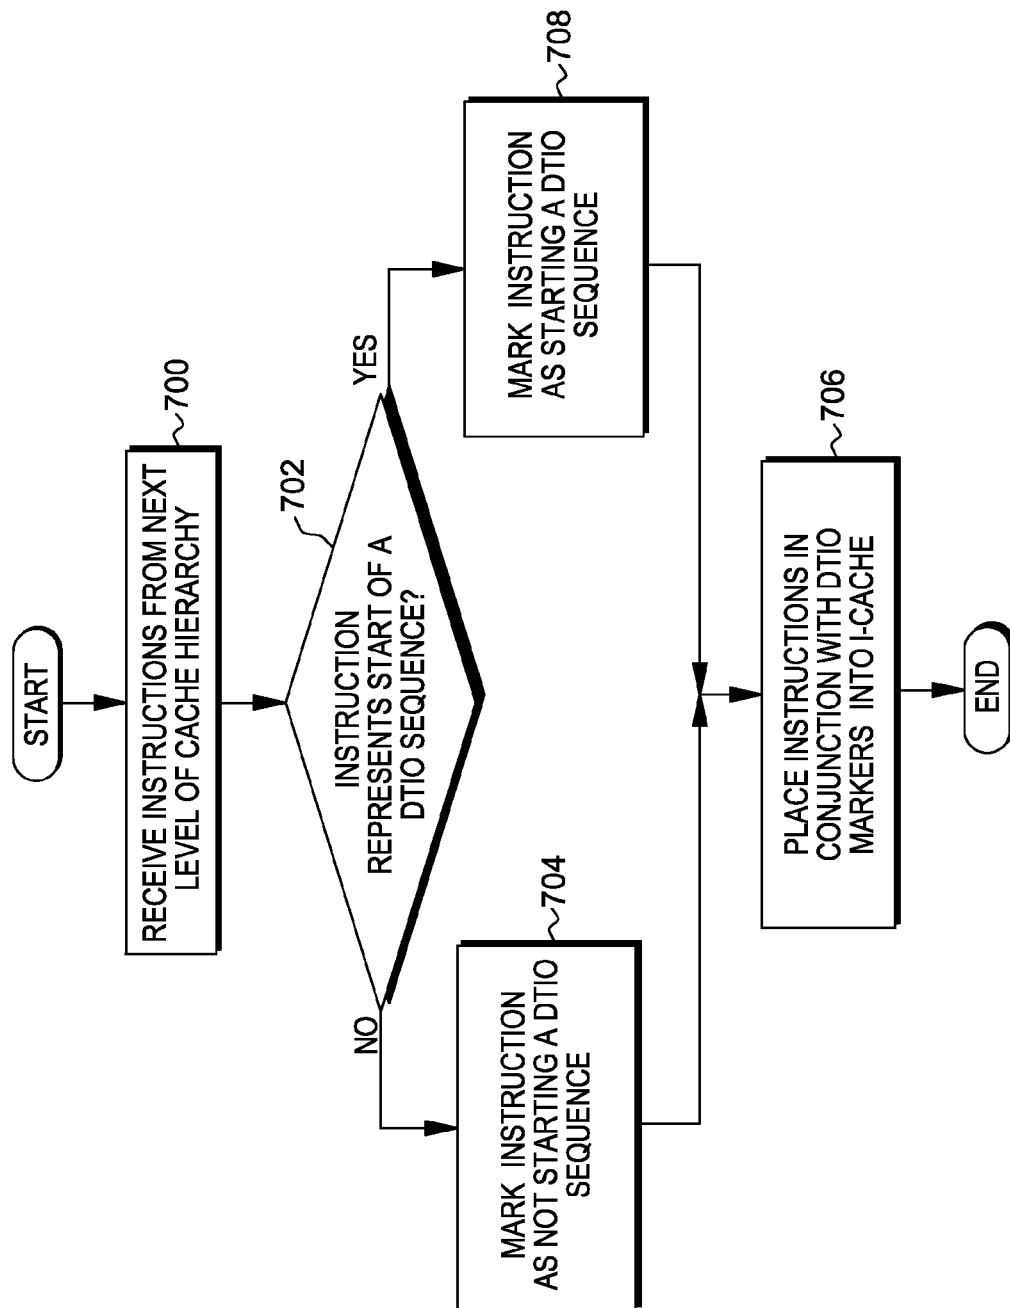 START
700
RECEIVE INSTRUCTIONS FROM NEXT
LEVEL OF CACHE HIERARCHY
702
INSTRUCTION
REPRESENTS START OF A
DTIO SEQUENCE?
NO
YES
704
MARK INSTRUCTION
AS NOT STARTING A DTIO
SEQUENCE
708
MARK INSTRUCTION
AS STARTING A DTIO
SEQUENCE
706
PLACE INSTRUCTIONS IN
CONJUNCTION WITH DTIO
MARKERS INTO I-CACHE
END